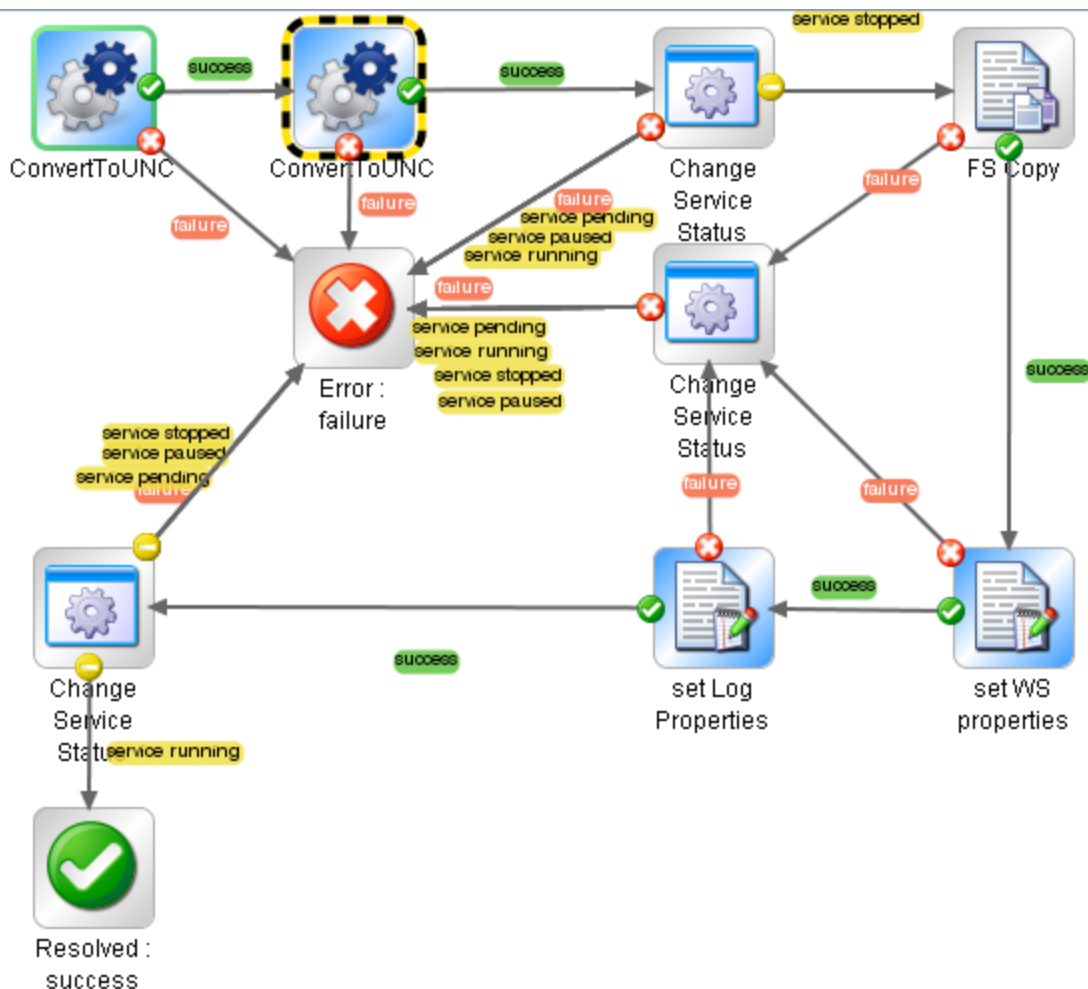 service stopped
success
success
ConvertToUNC
ConvertToUNC
Change
Service
Status
FS Copy
failure
failure
failure
failure
service pending
service paused
service running
failure
service pending
service running
service stopped
service paused
Error :
failure
Change
Service
Status
success
service stopped
service paused
service pending
failure
failure
failure
success
success
Change
Service
Status
service running
set Log
Properties
set WS
properties
Resolved :
success